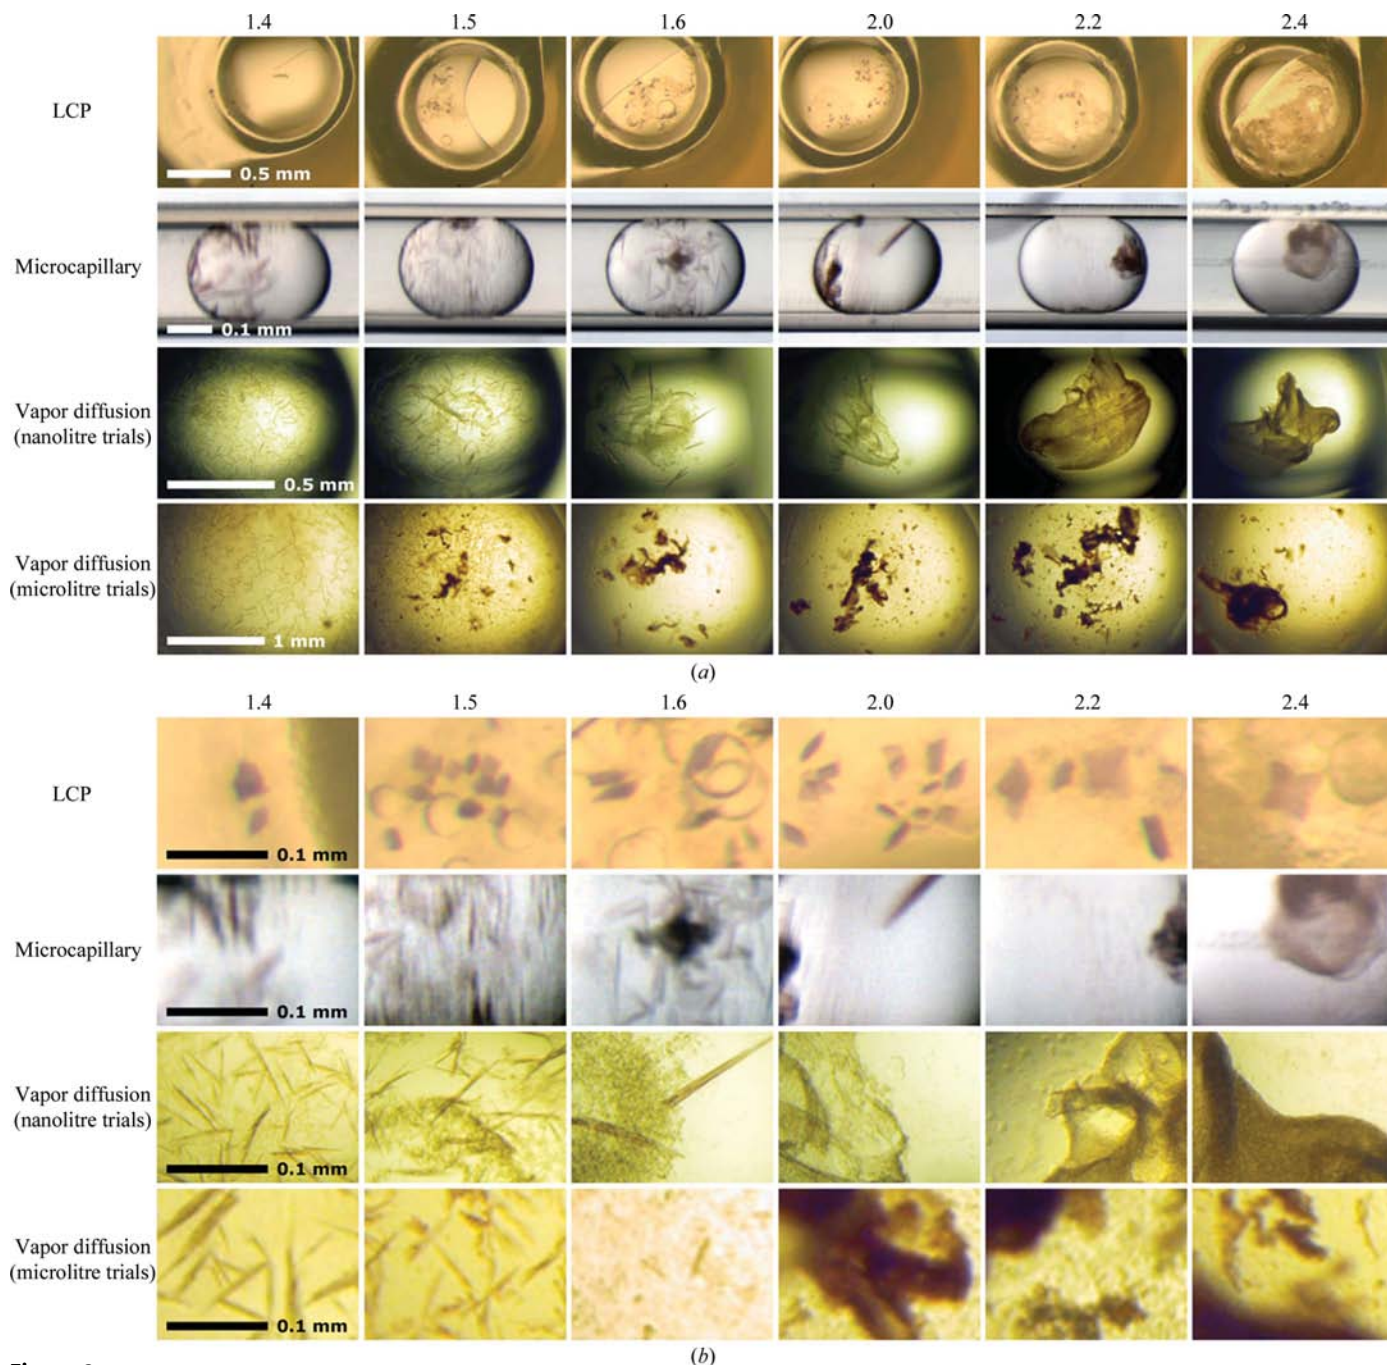 1.4 1.5 1.6 2.0 2.2 2.4
LCP
0.5 mm
Microcapillary
0.1 mm
Vapor diffusion
(nanolitre trials)
0.5 mm
Vapor diffusion
(microlitre trials)
1 mm
(a)
1.4 1.5 1.6 2.0 2.2 2.4
LCP
0.1 mm
Microcapillary
0.1 mm
Vapor diffusion
(nanolitre trials)
0.1 mm
Vapor diffusion
(microlitre trials)
0.1 mm
(b)